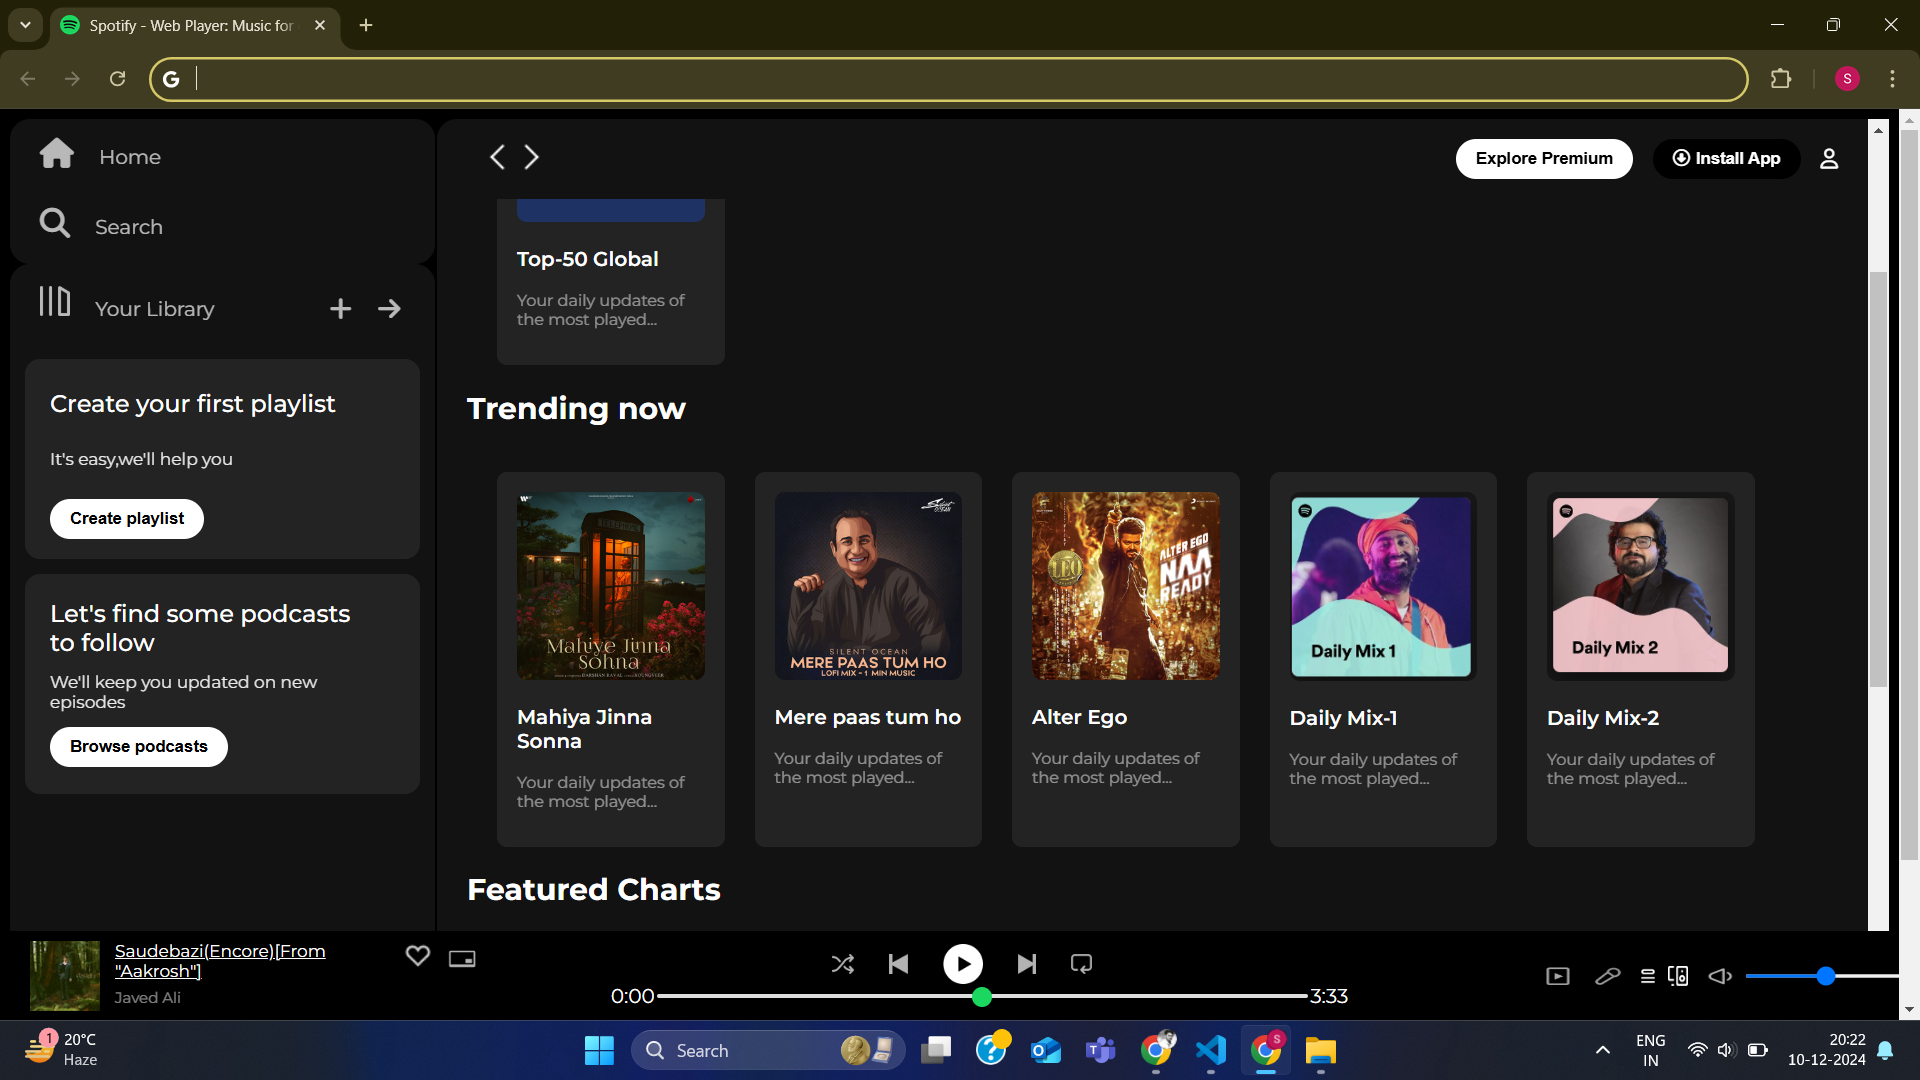 Spotify - Web Player: Music for
S
Home
Search
Your Library
Create your first playlist
It's easy,we'll help you
Create playlist
Let's find some podcasts
to follow
We'll keep you updated on new
episodes
Browse podcasts
Explore Premium
Install App
Top-50 Global
Your daily updates of
the most played...
Trending now
Mahiye Jinna
Sohna
Mahiya Jinna
Sonna
Your daily updates of
the most played...
SILENT OCEAN
MERE PAAS TUM HO
LOFI MIX - 1 MIN MUSIC
Mere paas tum ho
Your daily updates of
the most played...
LEO
ALTER EGO
NAA
READY
Alter Ego
Your daily updates of
the most played...
Daily Mix 1
Daily Mix-1
Your daily updates of
the most played...
Daily Mix 2
Daily Mix-2
Your daily updates of
the most played...
Featured Charts
Saudebazi(Encore)[From
"Aakrosh"]
Javed Ali
0:00
3:33
1
20°C
Haze
Search
S
ENG
IN
20:22
10-12-2024